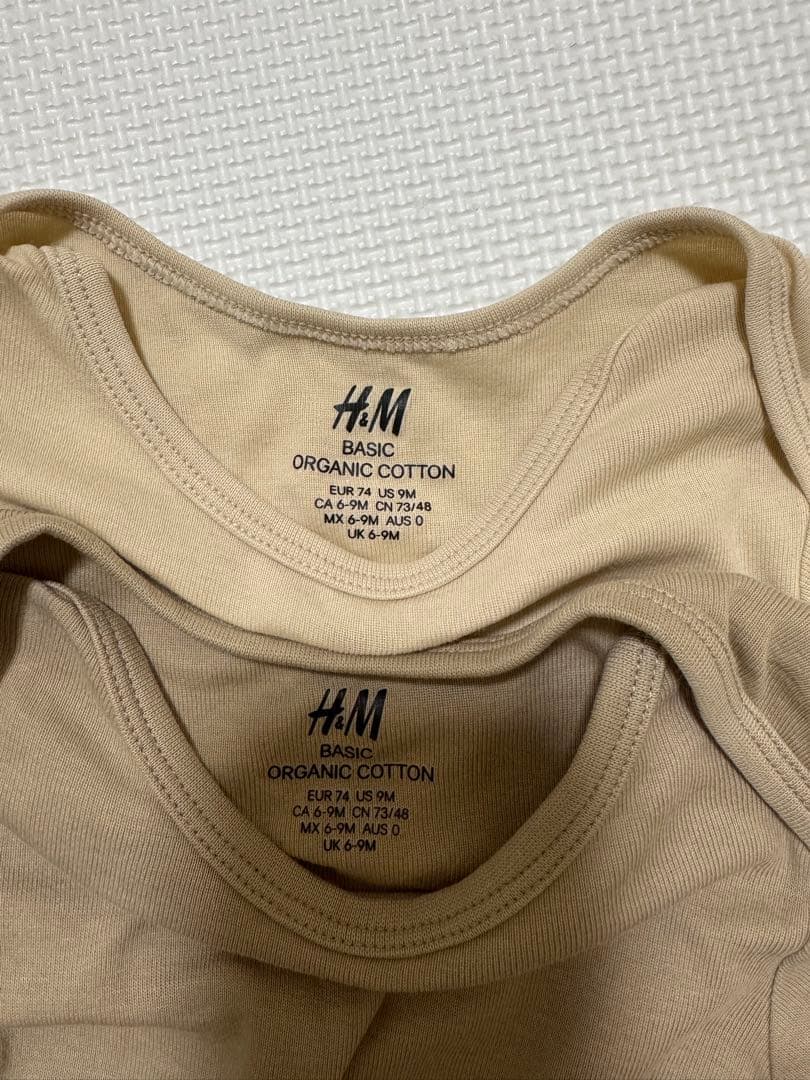 H&M
BASIC
ORGANIC COTTON
EUR 74 US 9M
CA 6-9M CN 73/48
MX 6-9M AUS 0
UK 6-9M
H&M
BASIC
ORGANIC COTTON
EUR 74 US 9M
CA 6-9M CN 73/48
MX 6-9M AUS 0
UK 6-9M